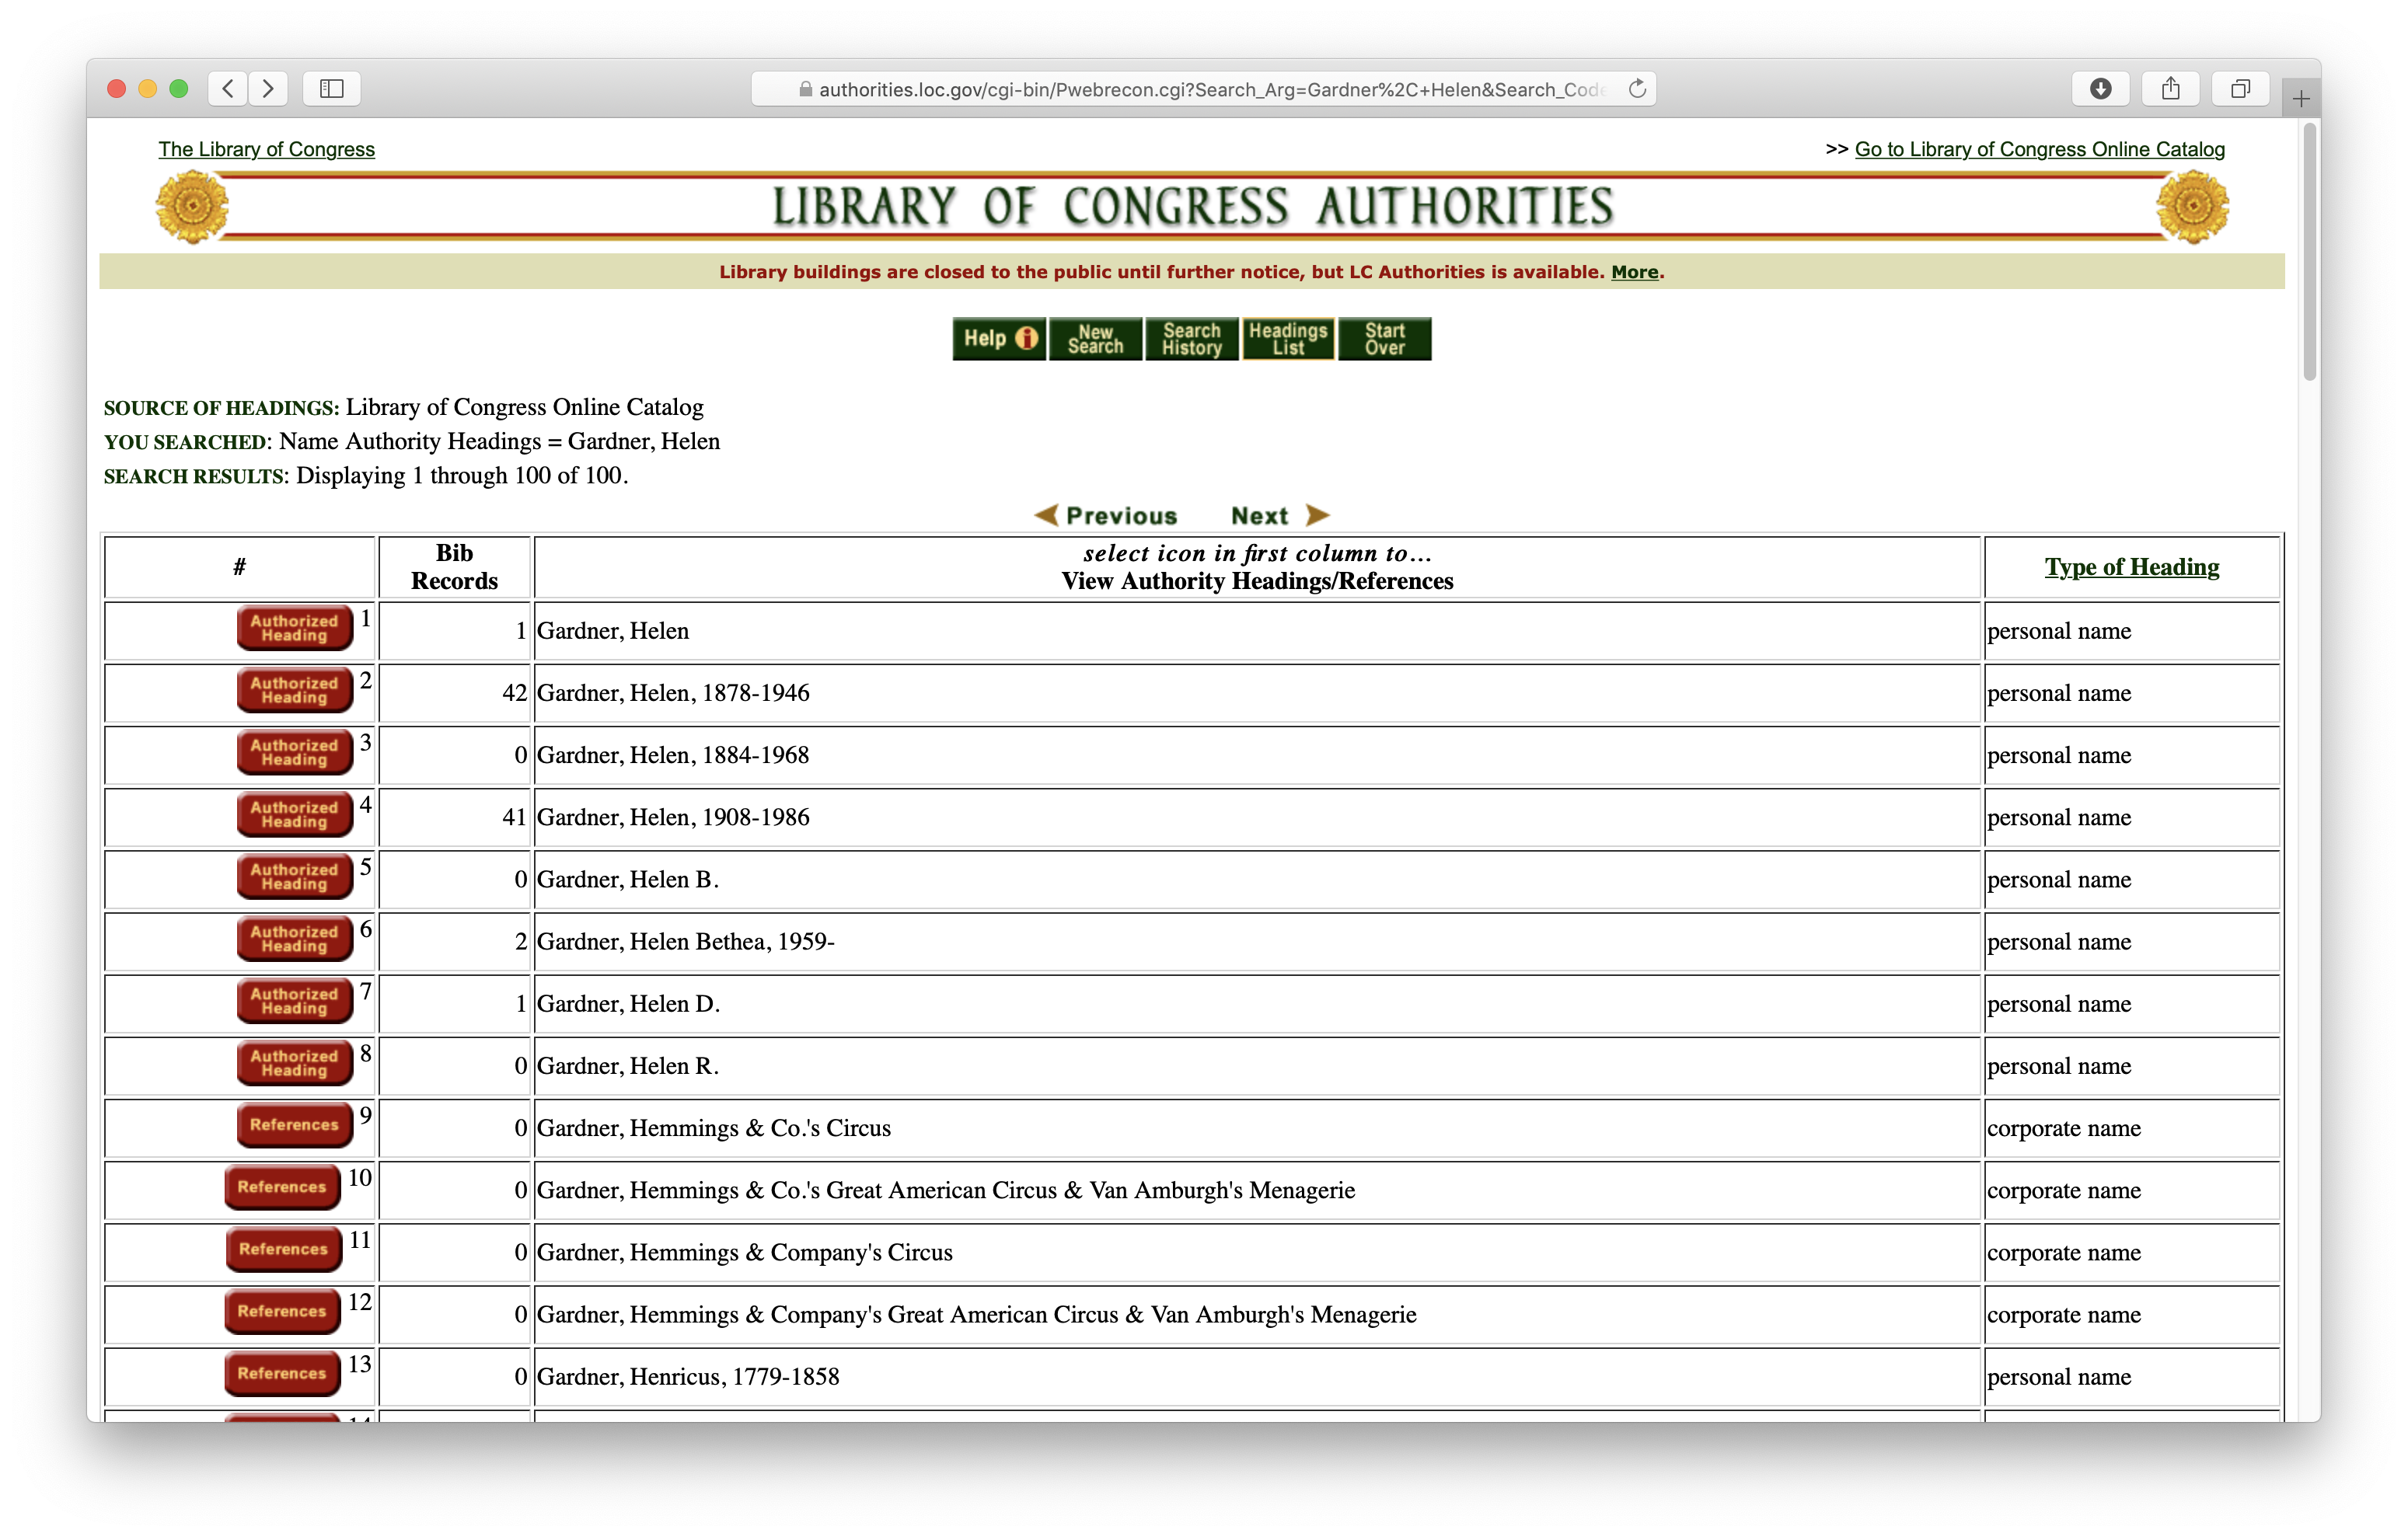 authorities.loc.gov/cgi-bin/Pwebrecon.cgi?Search_Arg=Gardner%2C+Helen&Search_Code
The Library of Congress
>> Go to Library of Congress Online Catalog
LIBRARY OF CONGRESS AUTHORITIES
Library buildings are closed to the public until further notice, but LC Authorities is available. More.
Help i New Search Search History Headings List Start Over
SOURCE OF HEADINGS: Library of Congress Online Catalog
YOU SEARCHED: Name Authority Headings = Gardner, Helen
SEARCH RESULTS: Displaying 1 through 100 of 100.
Previous Next
# Bib Records select icon in first column to... View Authority Headings/References Type of Heading
Authorized Heading 1 1 Gardner, Helen personal name
Authorized Heading 2 42 Gardner, Helen, 1878-1946 personal name
Authorized Heading 3 0 Gardner, Helen, 1884-1968 personal name
Authorized Heading 4 41 Gardner, Helen, 1908-1986 personal name
Authorized Heading 5 0 Gardner, Helen B. personal name
Authorized Heading 6 2 Gardner, Helen Bethea, 1959- personal name
Authorized Heading 7 1 Gardner, Helen D. personal name
Authorized Heading 8 0 Gardner, Helen R. personal name
References 9 0 Gardner, Hemmings & Co.'s Circus corporate name
References 10 0 Gardner, Hemmings & Co.'s Great American Circus & Van Amburgh's Menagerie corporate name
References 11 0 Gardner, Hemmings & Company's Circus corporate name
References 12 0 Gardner, Hemmings & Company's Great American Circus & Van Amburgh's Menagerie corporate name
References 13 0 Gardner, Henricus, 1779-1858 personal name